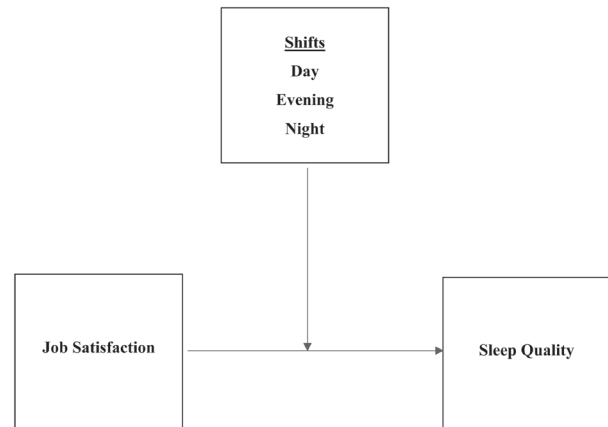 Shifts
Day
Evening
Night
Job Satisfaction
Sleep Quality